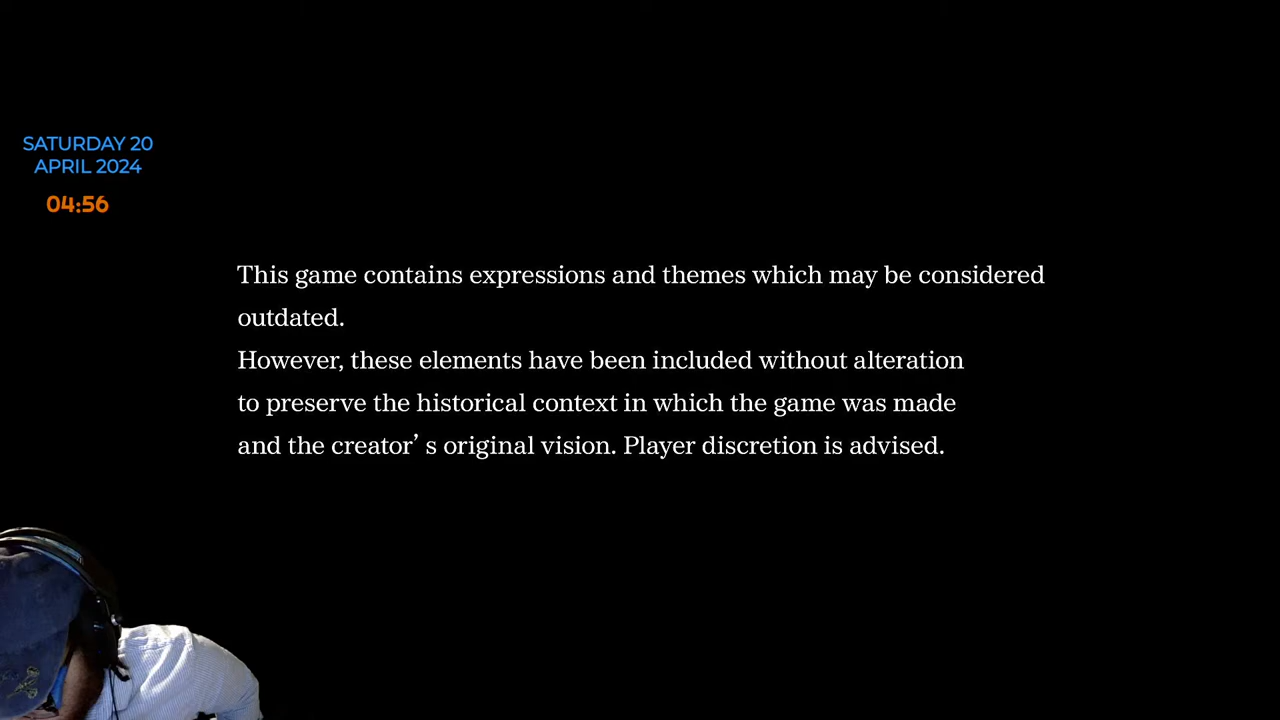 SATURDAY 20
APRIL 2024
04:56
This game contains expressions and themes which may be considered
outdated.
However, these elements have been included without alteration
to preserve the historical context in which the game was made
and the creator’ s original vision. Player discretion is advised.